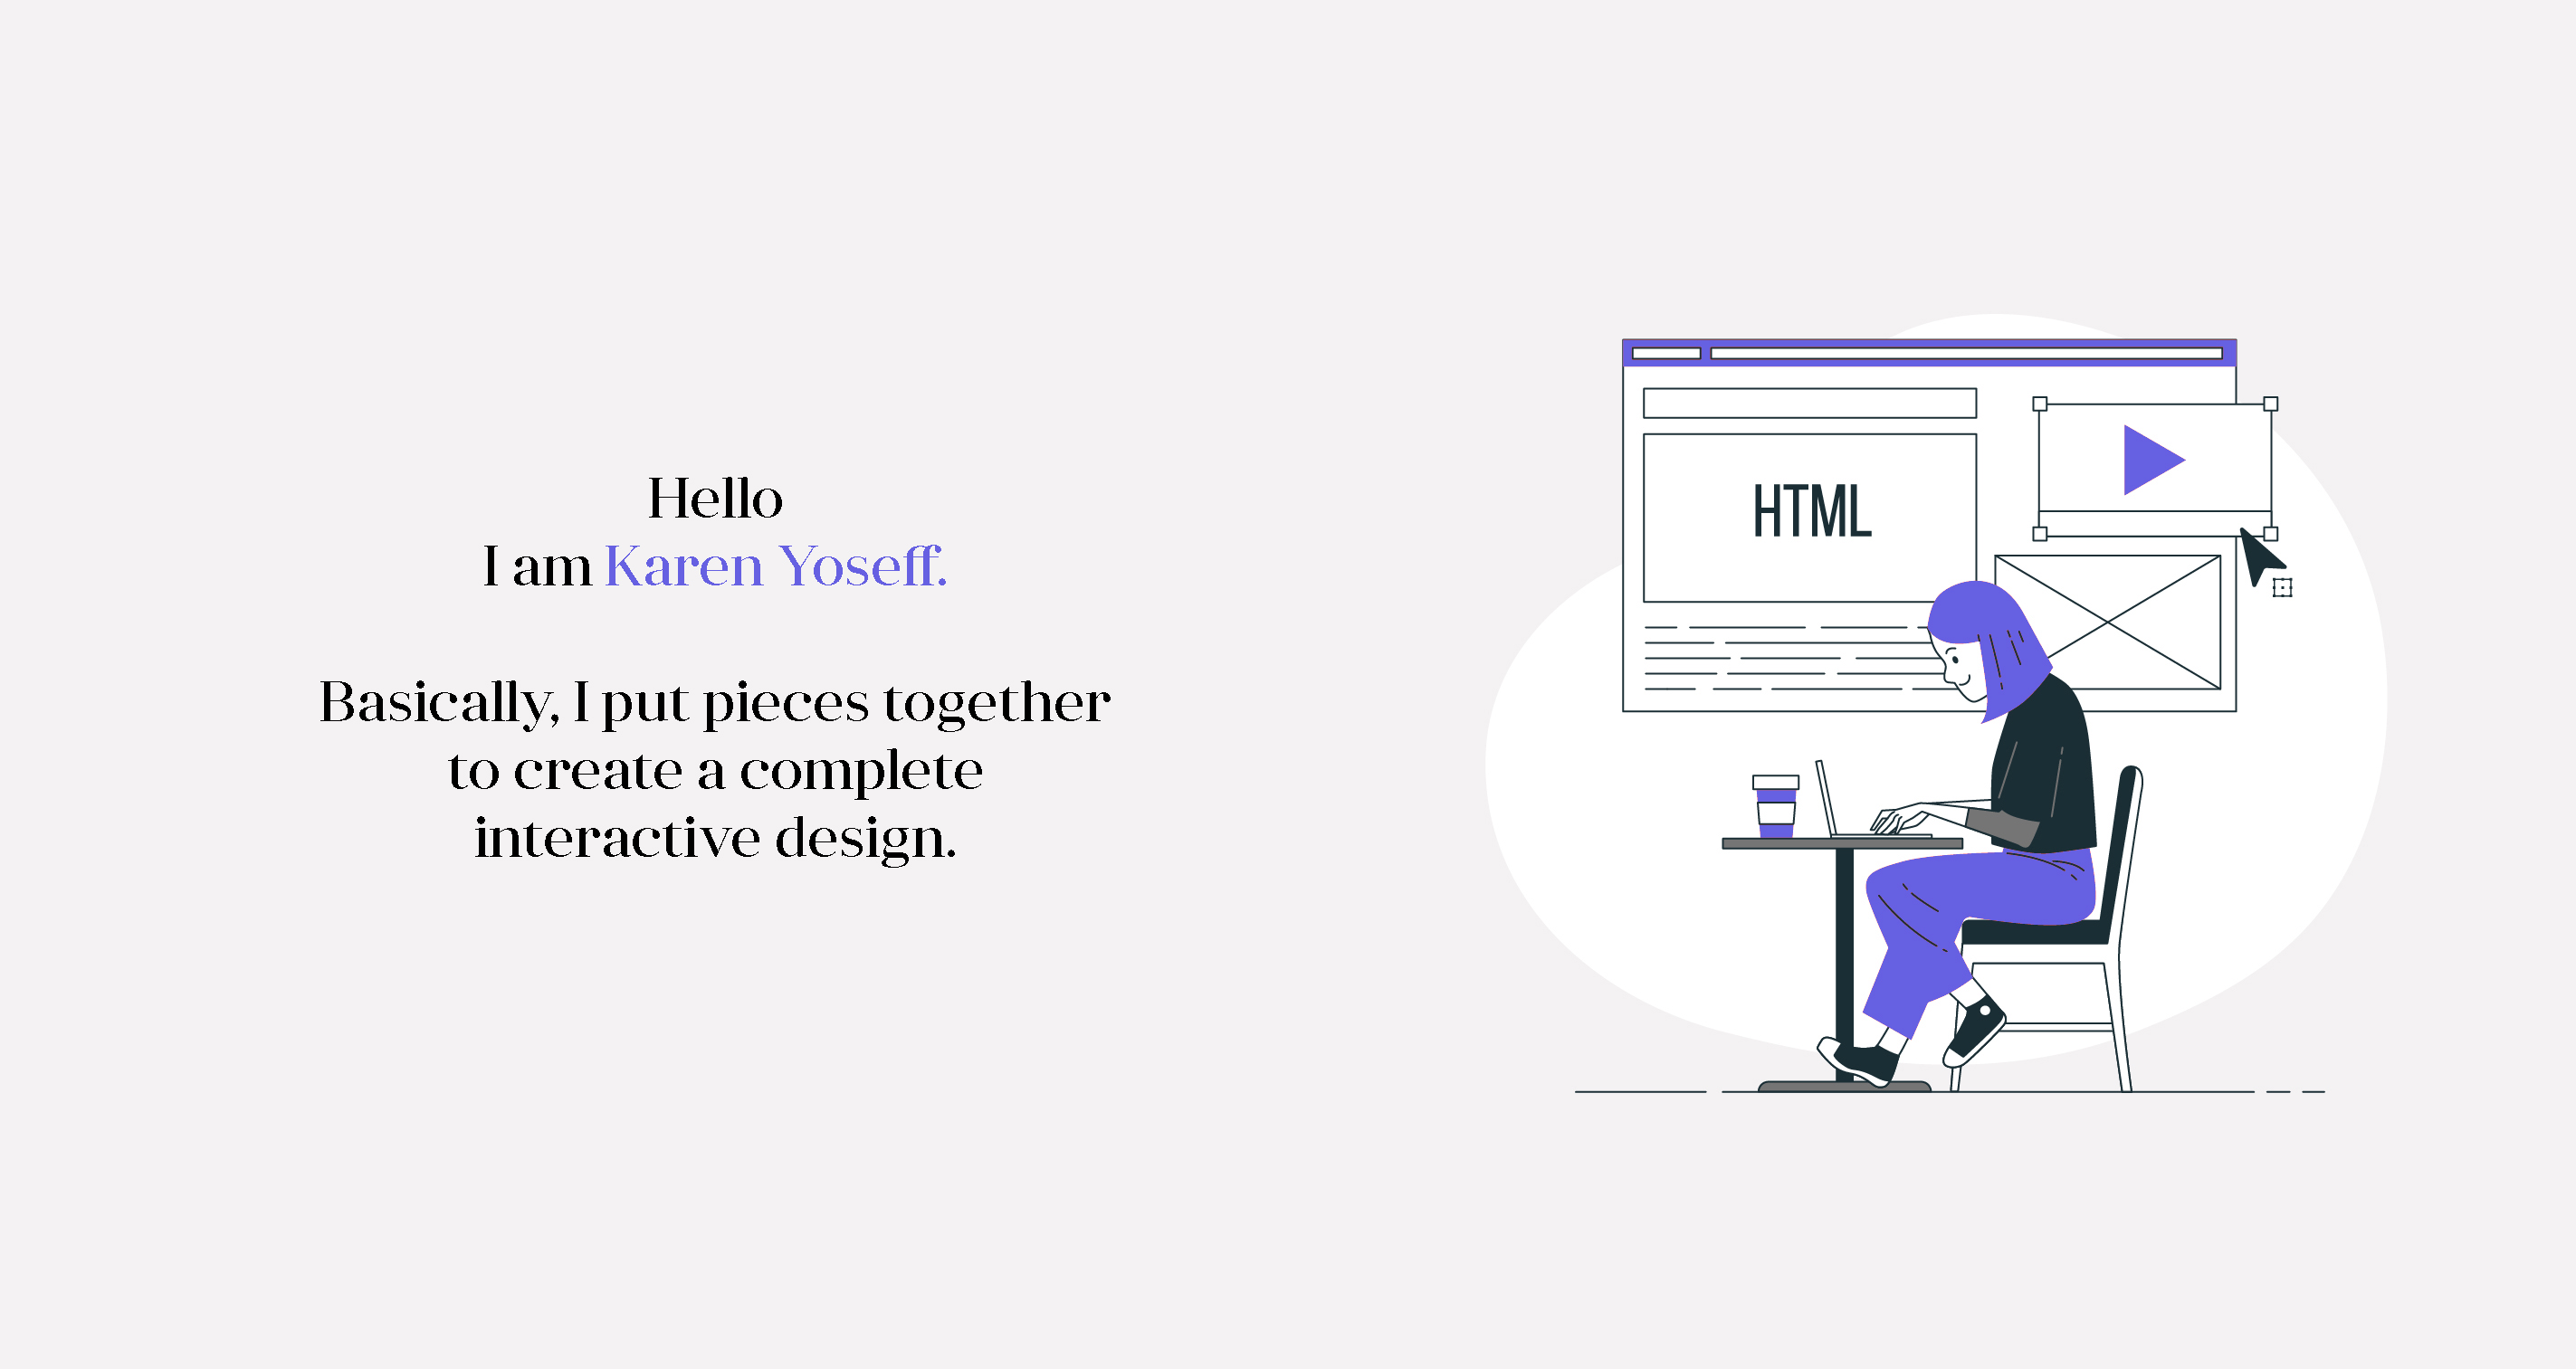 Hello
I am Karen Yoseff.
Basically, I put pieces together
to create a complete
interactive design.
HTML